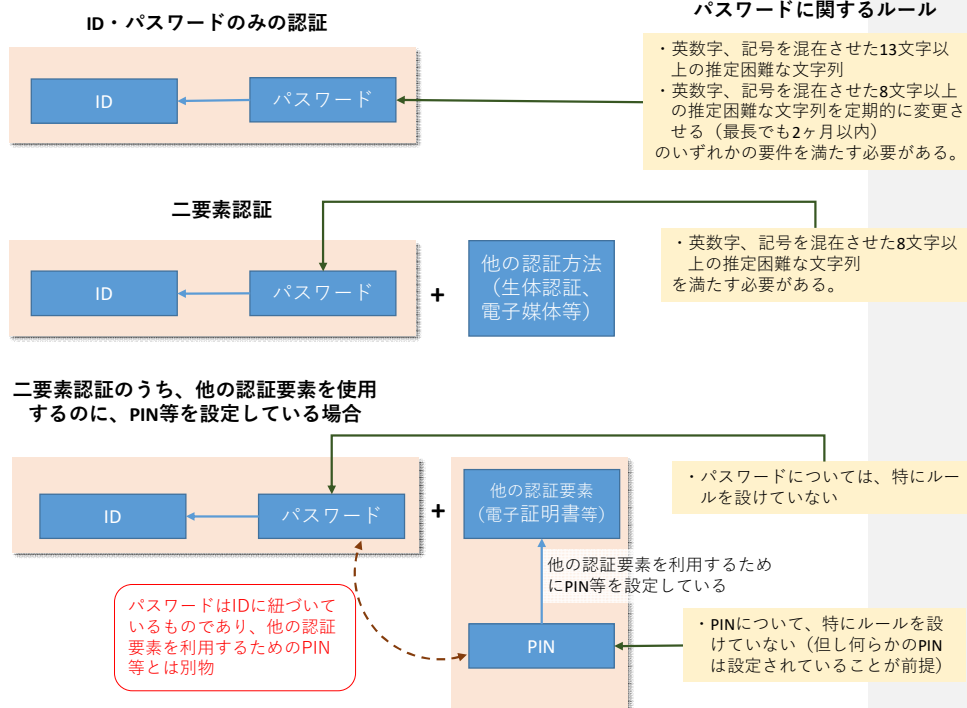 パスワードに関するルール
ID・パスワードのみの認証
ID
パスワード
・英数字、記号を混在させた13文字以
上の推定困難な文字列
・英数字、記号を混在させた8文字以上
の推定困難な文字列を定期的に変更さ
せる（最長でも2ヶ月以内）
のいずれかの要件を満たす必要がある。
二要素認証
ID
パスワード
+
他の認証方法
（生体認証、
電子媒体等）
・英数字、記号を混在させた8文字以
上の推定困難な文字列
を満たす必要がある。
二要素認証のうち、他の認証要素を使用
するのに、PIN等を設定している場合
ID
パスワード
+
他の認証要素
（電子証明書等）
・パスワードについては、特にルー
ルを設けていない
他の認証要素を利用するため
にPIN等を設定している
パスワードはIDに紐づいて
いるものであり、他の認証
要素を利用するためのPIN
等とは別物
PIN
・PINについて、特にルールを設
けていない（但し何らかのPIN
は設定されていることが前提）